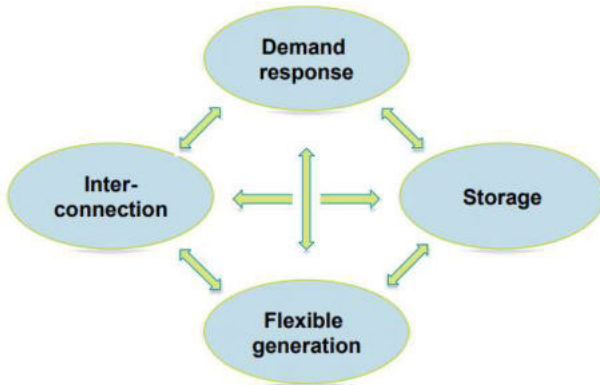 Demand
response
Inter-
connection
Storage
Flexible
generation